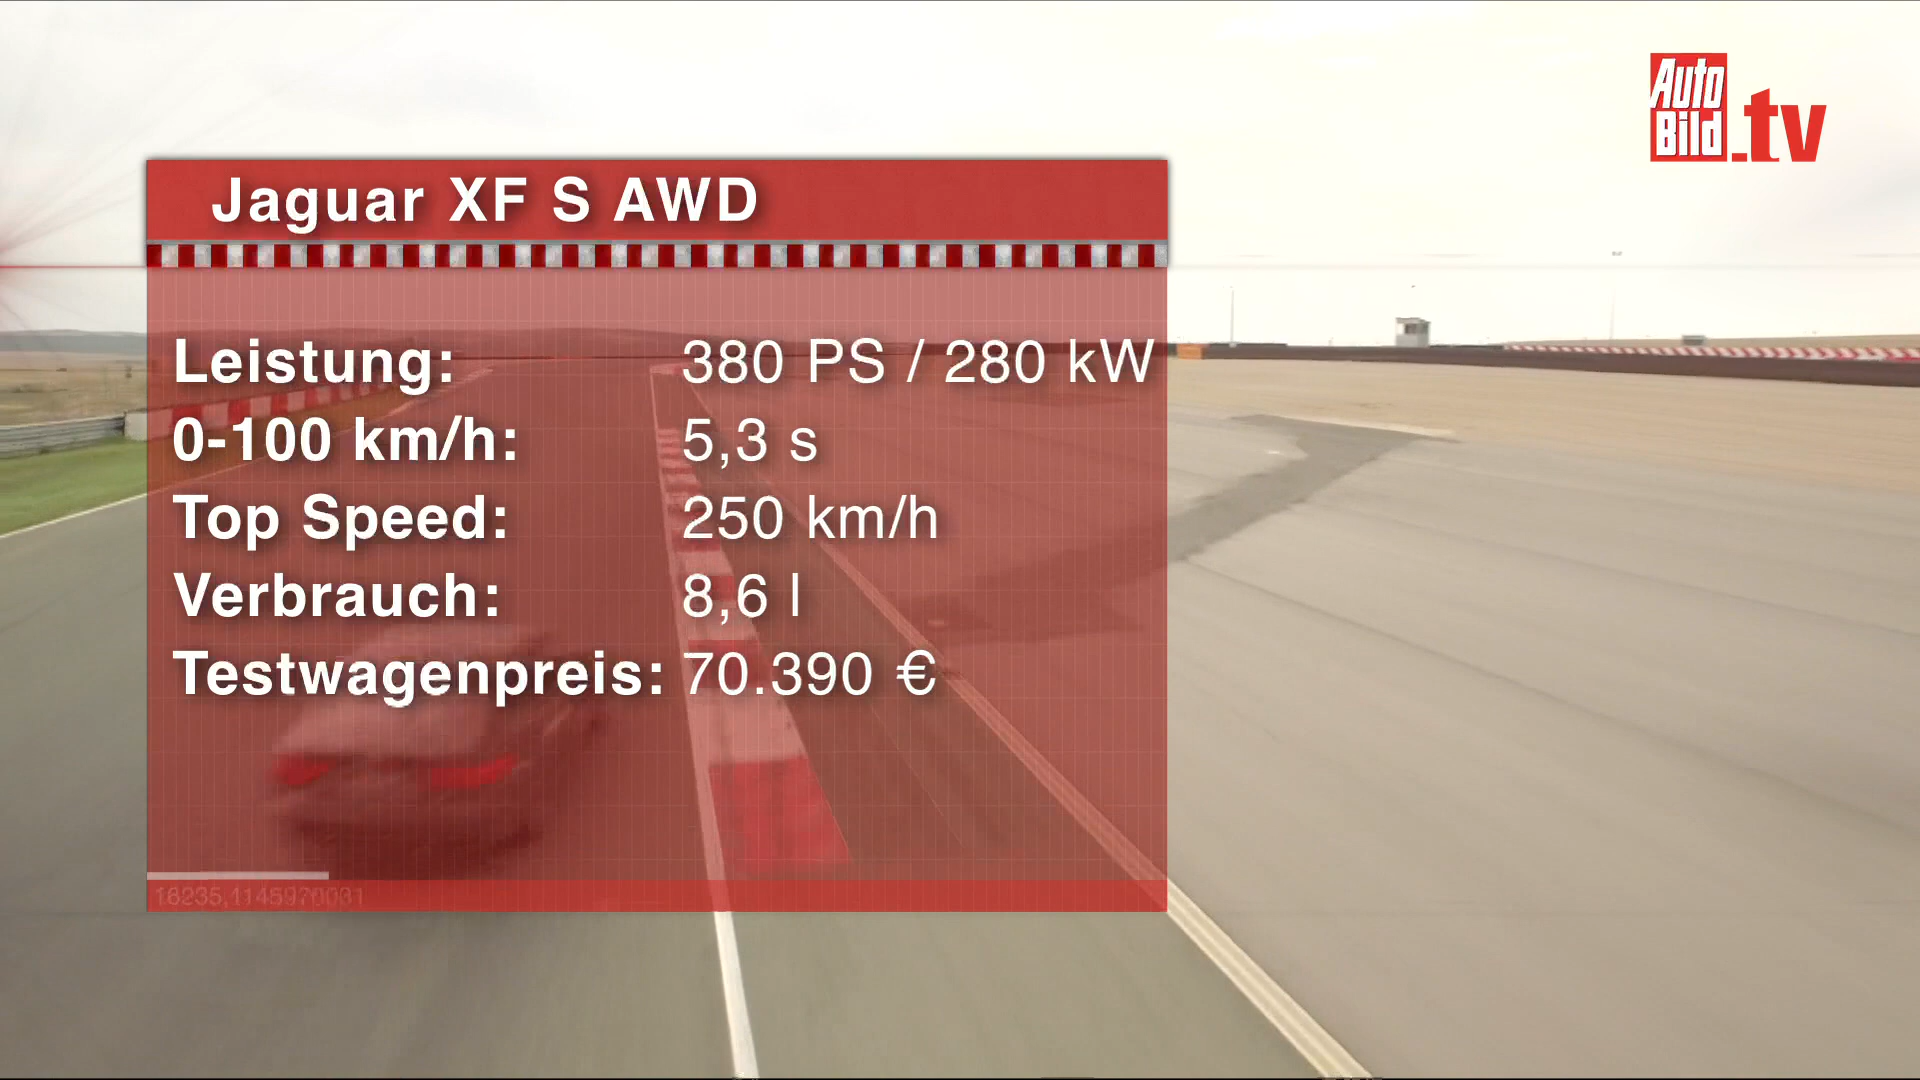 Auto
Bild.tv
Jaguar XF S AWD
Leistung: 380 PS / 280 kW
0-100 km/h: 5,3 s
Top Speed: 250 km/h
Verbrauch: 8,6 l
Testwagenpreis: 70.390 €